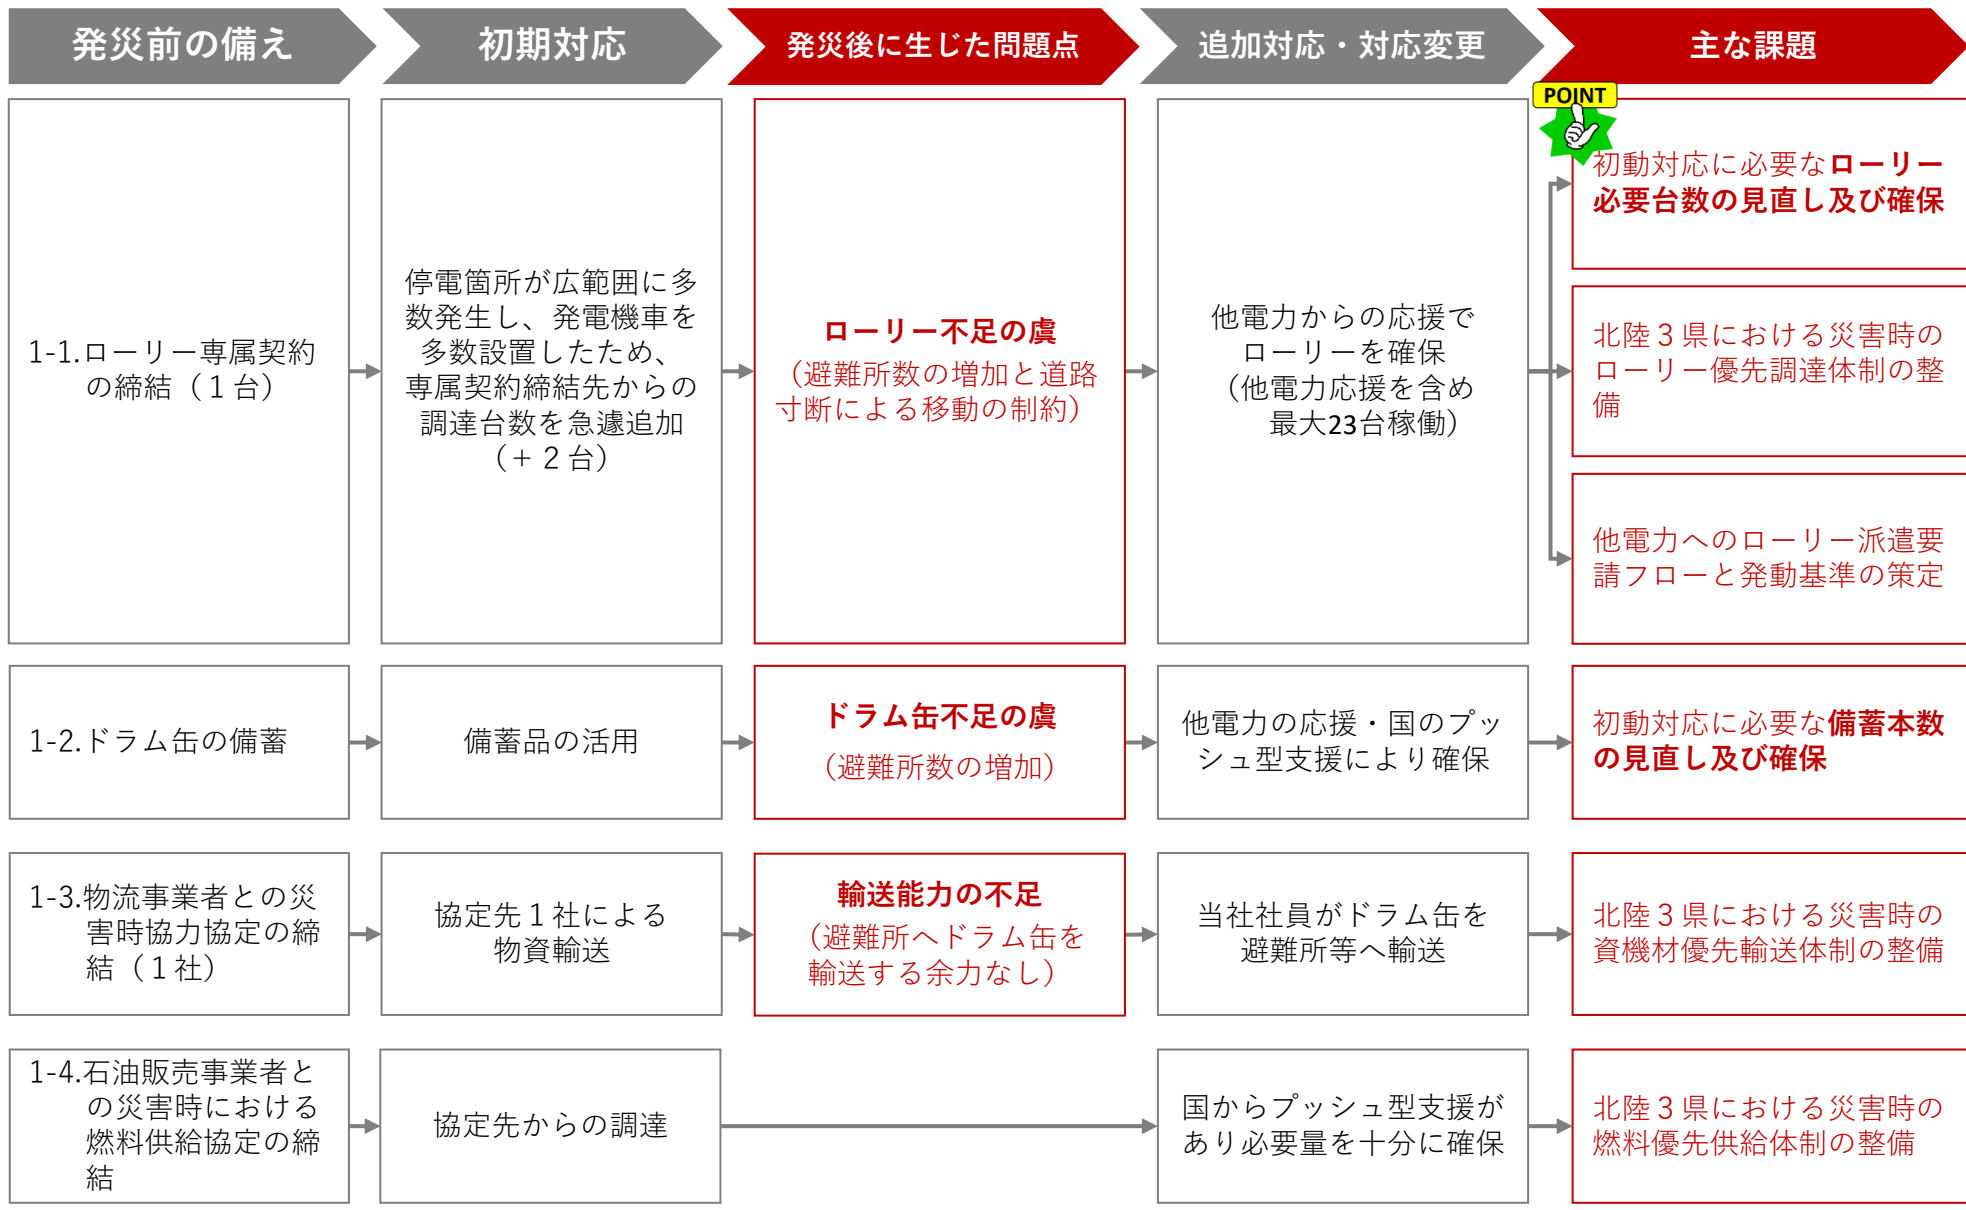 発災前の備え
初期対応
発災後に生じた問題点
追加対応・対応変更
主な課題
1-1.ローリー専属契約
の締結（１台）
停電箇所が広範囲に多
数発生し、発電機車を
多数設置したため、
専属契約締結先からの
調達台数を急遽追加
（＋２台）
ローリー不足の虞
（避難所数の増加と道路
寸断による移動の制約）
他電力からの応援で
ローリーを確保
（他電力応援を含め
最大23台稼働）
POINT
初動対応に必要なローリー
必要台数の見直し及び確保
北陸３県における災害時の
ローリー優先調達体制の整
備
他電力へのローリー派遣要
請フローと発動基準の策定
1-2.ドラム缶の備蓄
備蓄品の活用
ドラム缶不足の虞
（避難所数の増加）
他電力の応援・国のプッ
シュ型支援により確保
初動対応に必要な備蓄本数
の見直し及び確保
1-3.物流事業者との災
害時協力協定の締
結（１社）
協定先１社による
物資輸送
輸送能力の不足
（避難所へドラム缶を
輸送する余力なし）
当社社員がドラム缶を
避難所等へ輸送
北陸３県における災害時の
資機材優先輸送体制の整備
1-4.石油販売事業者と
の災害時における
燃料供給協定の締
結
協定先からの調達
国からプッシュ型支援が
あり必要量を十分に確保
北陸３県における災害時の
燃料優先供給体制の整備